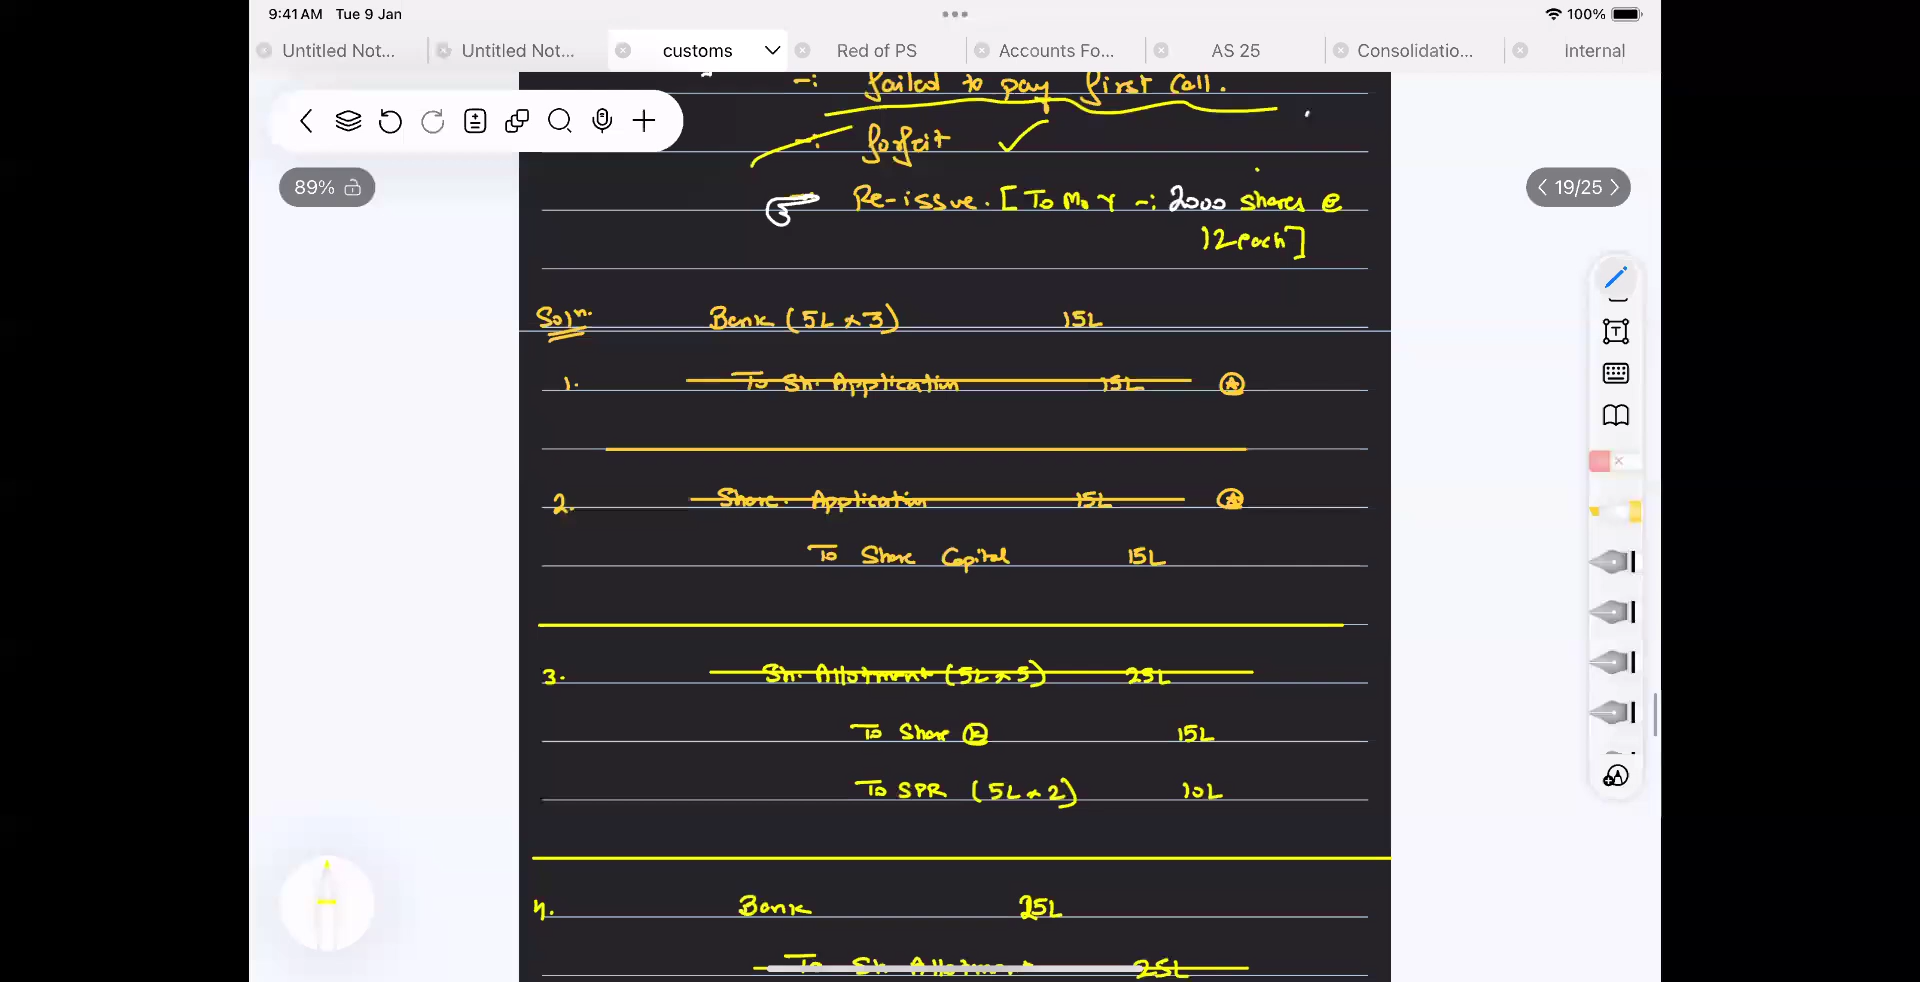 9:41 AM Tue 9 Jan
100%
Untitled Not...
Untitled Not...
customs
Red of PS
Accounts Fo...
AS 25
Consolidatio...
Internal
-: failed to pay first Call.
-: forfeit ✓
89%
19/25
Re-issue. [To Mr Y -: 2000 shares @
12 each]
Soln. Bank (5L × 3) 15L
1. To Sh. Application 15L A
2. Share. Application 15L A
To Share Capital 15L
3. Sh. Allotment (5L × 5) 25L
To Share C 15L
To SPR (5L × 2) 10L
4. Bank 25L
To Sh. Allotment 25L